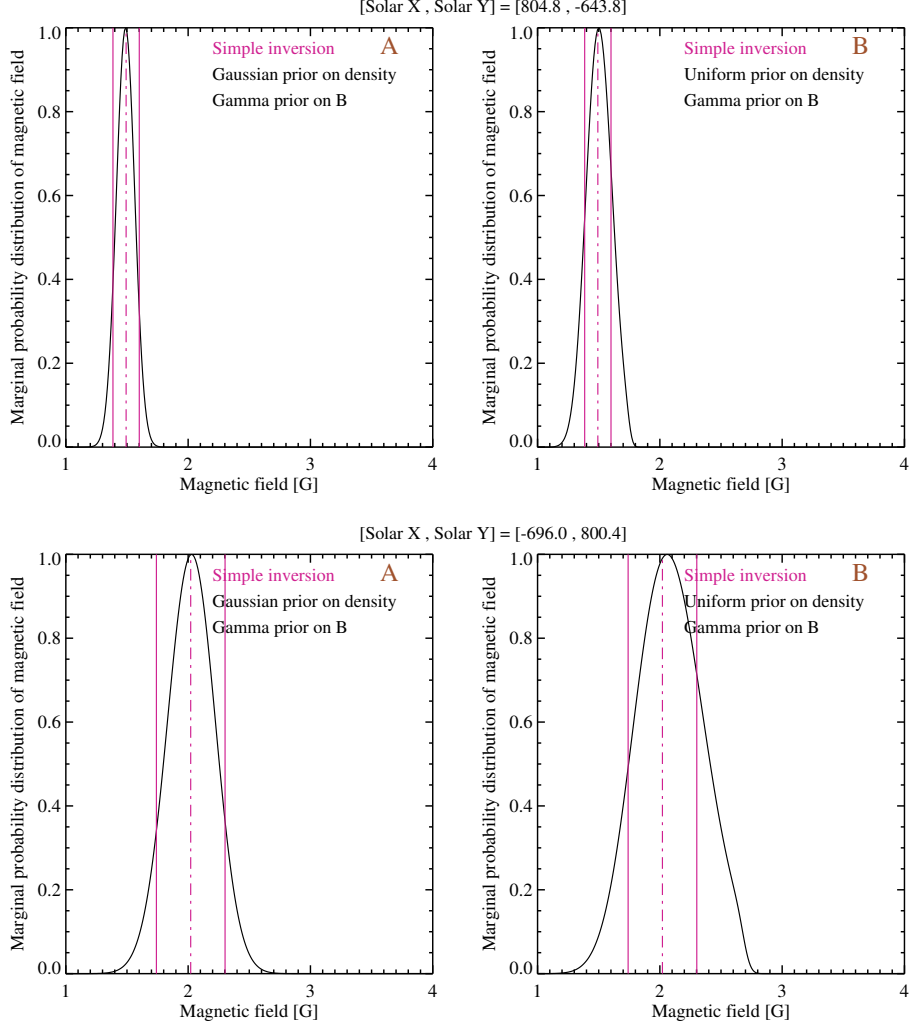 [Solar X , Solar Y] = [804.8 , -643.8]
Marginal probability distribution of magnetic field
1.0
0.8
0.6
0.4
0.2
0.0
Simple inversion
A
Gaussian prior on density
Gamma prior on B
1 2 3 4
Magnetic field [G]
Marginal probability distribution of magnetic field
1.0
0.8
0.6
0.4
0.2
0.0
Simple inversion
B
Uniform prior on density
Gamma prior on B
1 2 3 4
Magnetic field [G]
[Solar X , Solar Y] = [-696.0 , 800.4]
Marginal probability distribution of magnetic field
1.0
0.8
0.6
0.4
0.2
0.0
Simple inversion
A
Gaussian prior on density
Gamma prior on B
1 2 3 4
Magnetic field [G]
Marginal probability distribution of magnetic field
1.0
0.8
0.6
0.4
0.2
0.0
Simple inversion
B
Uniform prior on density
Gamma prior on B
1 2 3 4
Magnetic field [G]